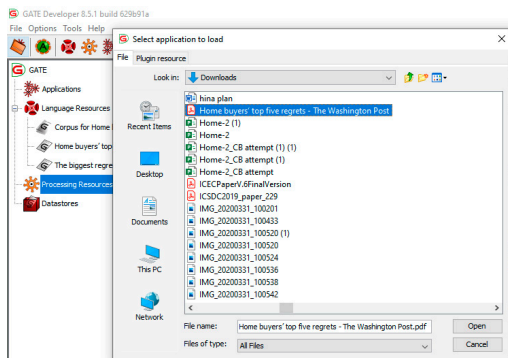 GATE Developer 8.5.1 build 629b91a
File Options Tools Help
Select application to load
File Plugin resource
GATE
Applications
Language Resources
Corpus for Home
Home buyers' top
The biggest regre
Processing Resources
Datastores
Look in: Downloads
Recent Items
Desktop
Documents
This PC
Network
hina plan
Home buyers' top five regrets - The Washington Post
Home-2 (1)
Home-2
Home-2_CB attempt (1) (1)
Home-2_CB attempt (1)
Home-2_CB attempt
ICECPaperV.6FinalVersion
ICSDC2019_paper_229
IMG_20200331_100201
IMG_20200331_100433
IMG_20200331_100520 (1)
IMG_20200331_100520
IMG_20200331_100524
IMG_20200331_100536
IMG_20200331_100538
IMG_20200331_100542
File name: Home buyers' top five regrets - The Washington Post.pdf Open
Files of type: All Files Cancel